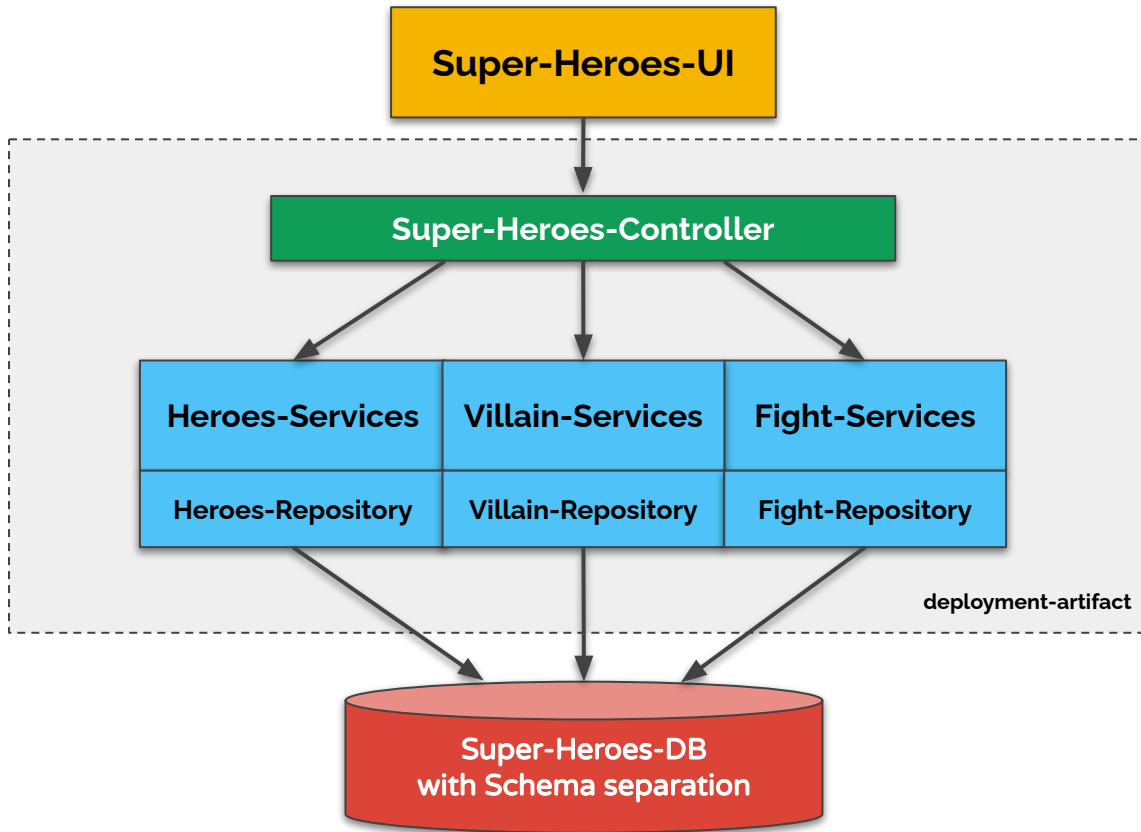 Super-Heroes-UI
Super-Heroes-Controller
Heroes-Services
Villain-Services
Fight-Services
Heroes-Repository
Villain-Repository
Fight-Repository
deployment-artifact
Super-Heroes-DB
with Schema separation